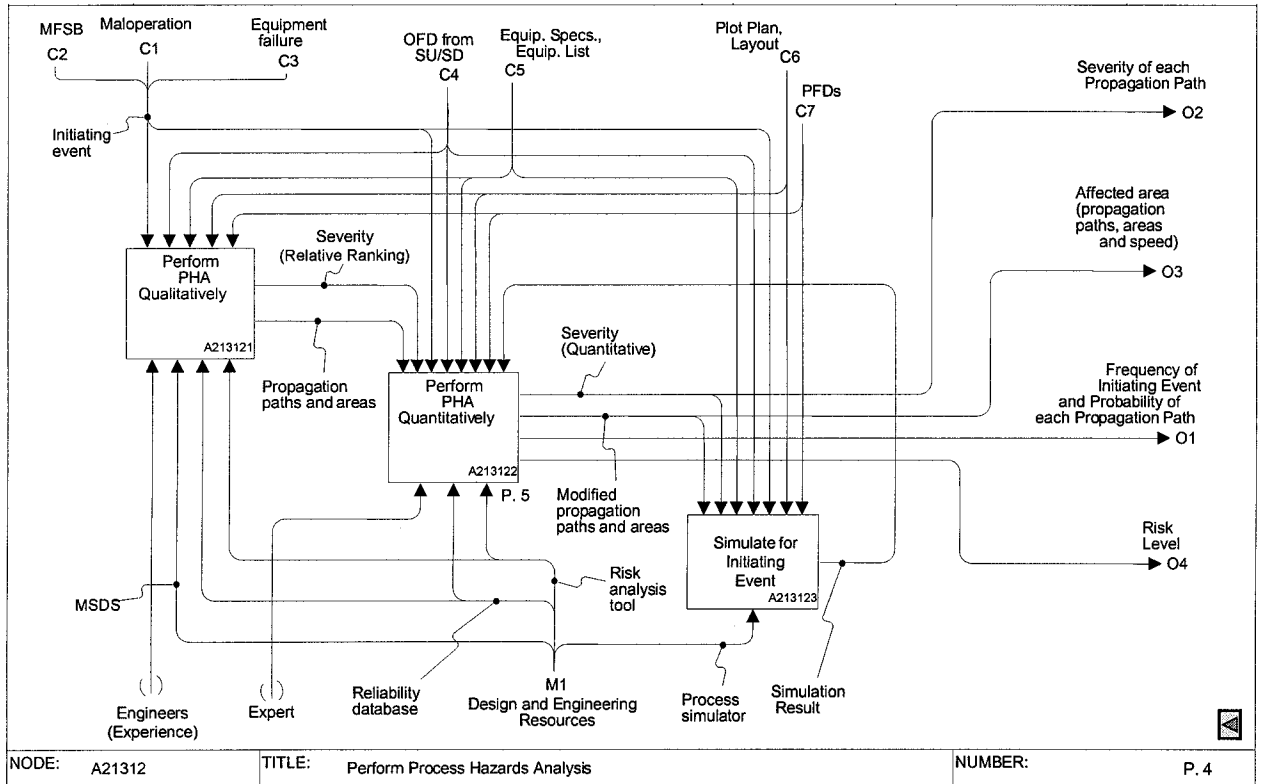 MFSB
C2
Maloperation
C1
Equipment
failure
C3
OFD from
SU/SD
C4
Equip. Specs.,
Equip. List
C5
Plot Plan,
Layout
C6
PFDs
C7
Severity of each
Propagation Path
O2
Initiating
event
Affected area
(propagation
paths, areas
and speed)
O3
Perform
PHA
Qualitatively
A213121
Severity
(Relative Ranking)
Propagation
paths and areas
Severity
(Quantitative)
Perform
PHA
Quantitatively
A213122
P. 5
Frequency of
Initiating Event
and Probability of
each Propagation Path
O1
Modified
propagation
paths and areas
Simulate for
Initiating
Event
A213123
Risk
Level
O4
MSDS
Risk
analysis
tool
Engineers
(Experience)
Expert
Reliability
database
M1
Design and Engineering
Resources
Process
simulator
Simulation
Result
NODE: A21312
TITLE: Perform Process Hazards Analysis
NUMBER: P. 4